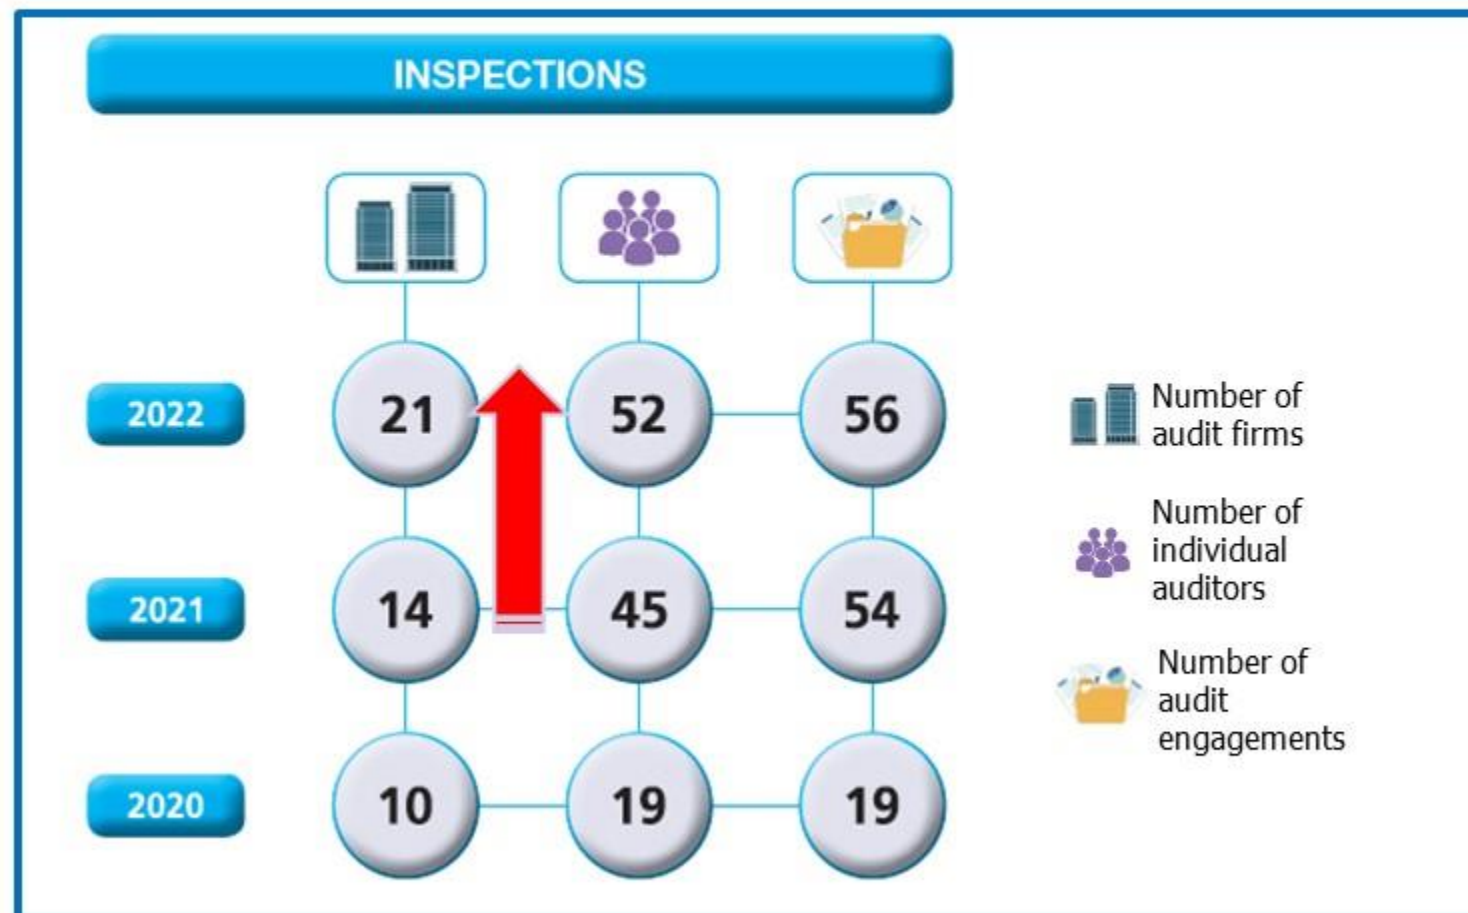 INSPECTIONS
2022
21
52
56
2021
14
45
54
2020
10
19
19
Number of
audit firms
Number of
individual
auditors
Number of
audit
engagements